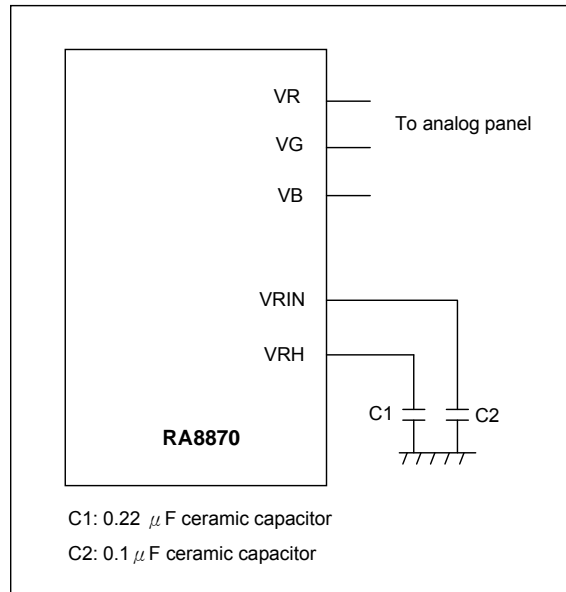 VR
To analog panel
VG
VB
VRIN
VRH
C1
C2
RA8870
C1: 0.22 μF ceramic capacitor
C2: 0.1 μF ceramic capacitor